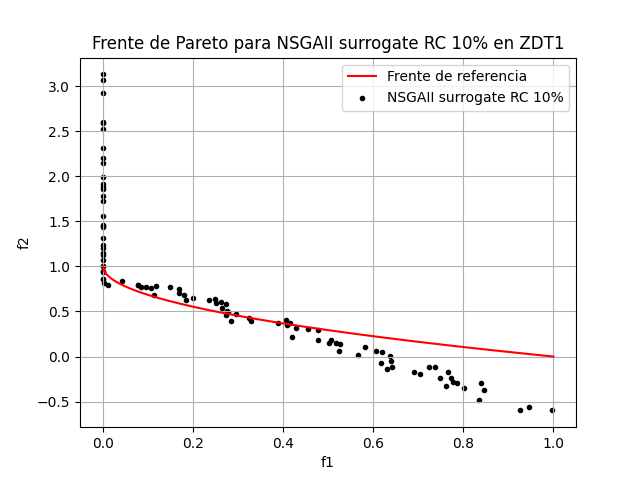 Frente de Pareto para NSGAII surrogate RC 10% en ZDT1
Frente de referencia
NSGAII surrogate RC 10%
3.0
2.5
2.0
1.5
1.0
0.5
0.0
−0.5
f2
0.0 0.2 0.4 0.6 0.8 1.0
f1